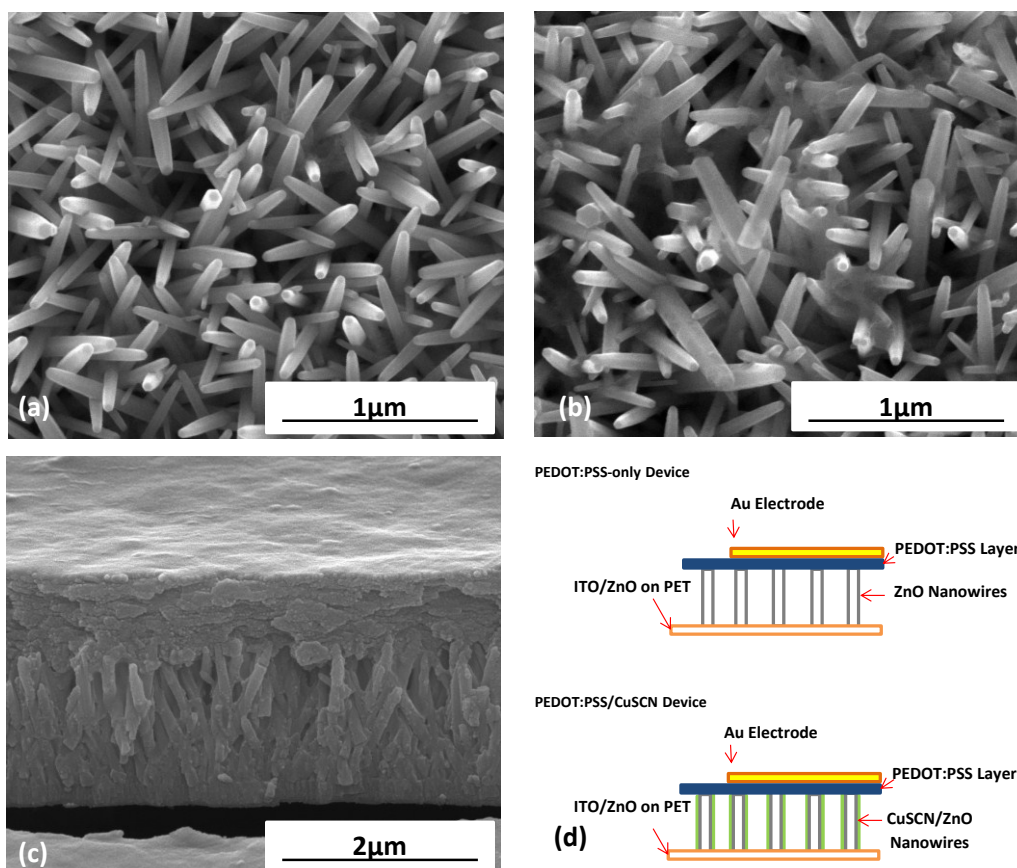 (a)
1μm
(b)
1μm
(c)
2μm
PEDOT:PSS-only Device
Au Electrode
PEDOT:PSS Layer
ITO/ZnO on PET
ZnO Nanowires
PEDOT:PSS/CuSCN Device
Au Electrode
PEDOT:PSS Layer
ITO/ZnO on PET
CuSCN/ZnO
Nanowires
(d)